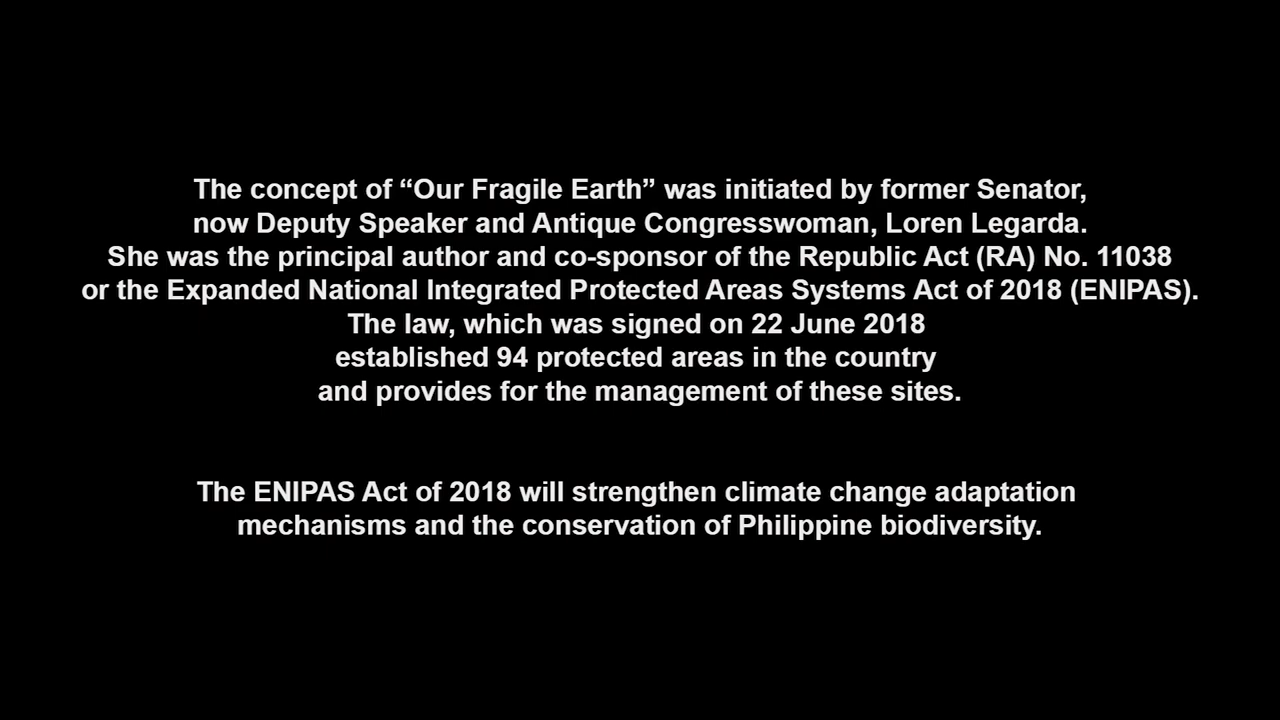 The concept of “Our Fragile Earth” was initiated by former Senator,
now Deputy Speaker and Antique Congresswoman, Loren Legarda.
She was the principal author and co-sponsor of the Republic Act (RA) No. 11038
or the Expanded National Integrated Protected Areas Systems Act of 2018 (ENIPAS).
The law, which was signed on 22 June 2018
established 94 protected areas in the country
and provides for the management of these sites.
The ENIPAS Act of 2018 will strengthen climate change adaptation
mechanisms and the conservation of Philippine biodiversity.